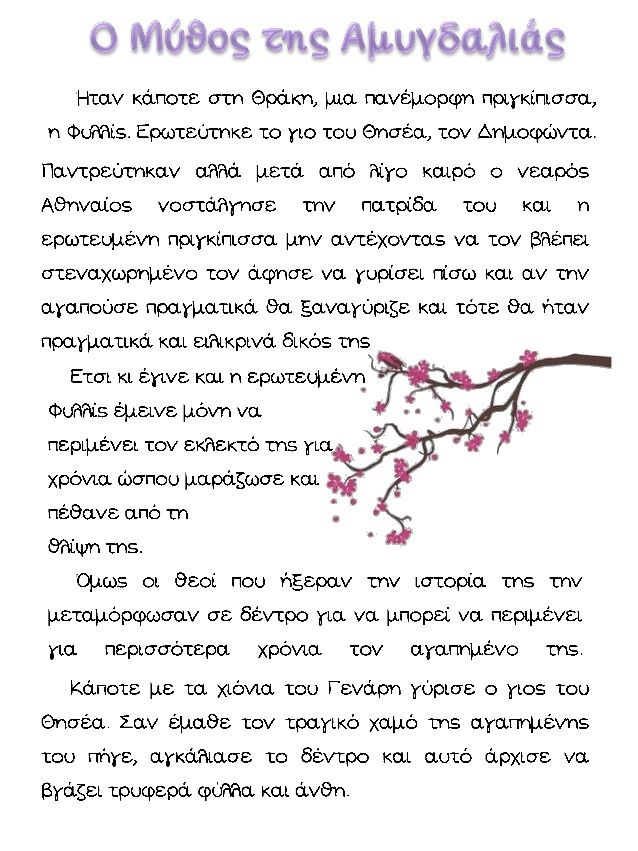 Ο Μύθος της Αμυγδαλιάς
Ήταν κάποτε στη Θράκη, μια πανέμορφη πριγκίπισσα,
η Φυλλίς. Ερωτεύτηκε το γιο του Θησέα, τον Δημοφώντα.
Παντρεύτηκαν αλλά μετά από λίγο καιρό ο νεαρός
Αθηναίος νοστάλγησε την πατρίδα του και η
ερωτευμένη πριγκίπισσα μην αντέχοντας να τον βλέπει
στεναχωρημένο τον άφησε να γυρίσει πίσω και αν την
αγαπούσε πραγματικά θα ξαναγύριζε και τότε θα ήταν
πραγματικά και ειλικρινά δικός της
Έτσι κι έγινε και η ερωτευμένη
Φυλλίς έμεινε μόνη να
περιμένει τον εκλεκτό της για
χρόνια ώσπου μαράζωσε και
πέθανε από τη
θλίψη της.
Όμως οι θεοί που ήξεραν την ιστορία της την
μεταμόρφωσαν σε δέντρο για να μπορεί να περιμένει
για περισσότερα χρόνια τον αγαπημένο της.
Κάποτε με τα χιόνια του Γενάρη γύρισε ο γιος του
Θησέα. Σαν έμαθε τον τραγικό χαμό της αγαπημένης
του πήγε, αγκάλιασε το δέντρο και αυτό άρχισε να
βγάζει τρυφερά φύλλα και άνθη.